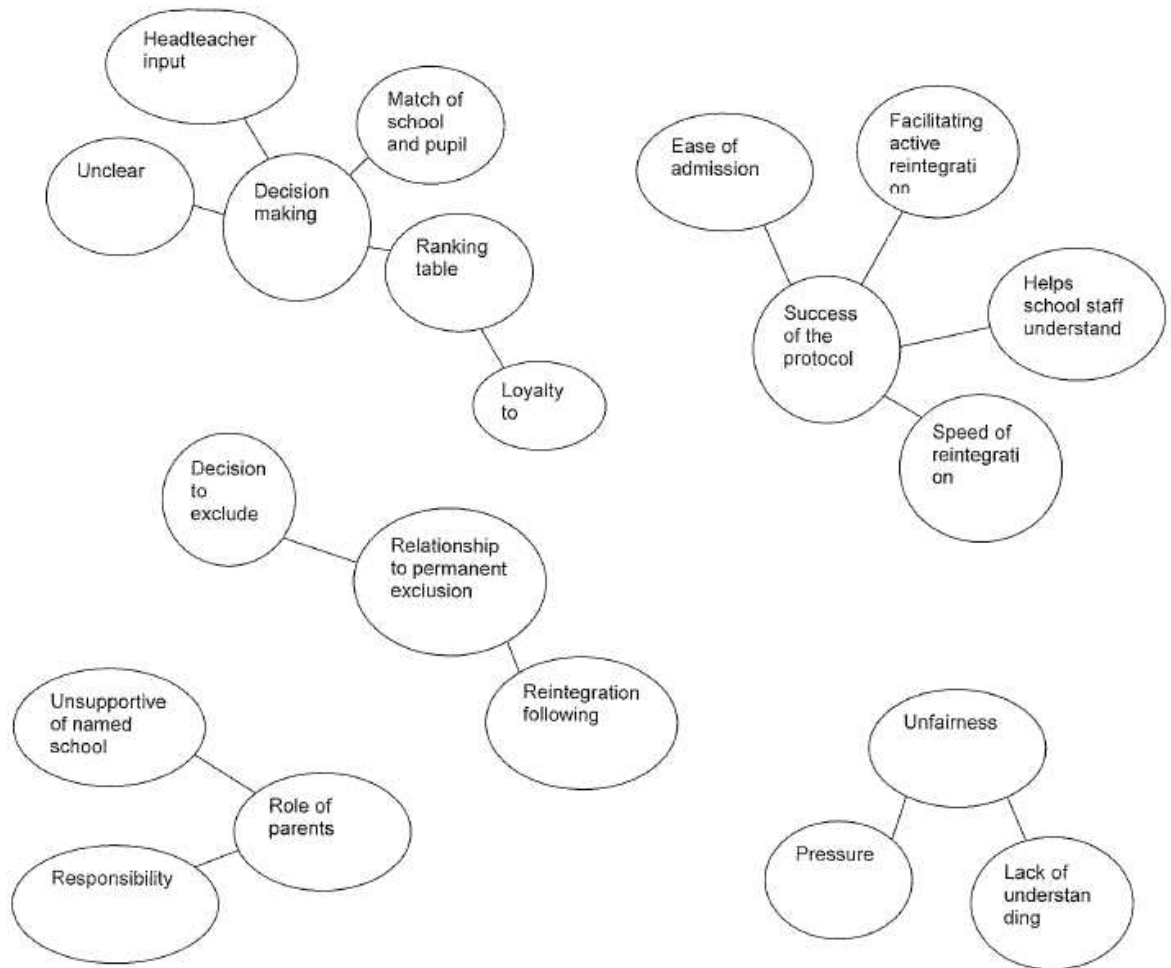 Headteacher
input
Match of
school
and pupil
Unclear
Decision
making
Ranking
table
Loyalty
to
Ease of
admission
Facilitating
active
reintegrati
on
Helps
school staff
understand
Success
of the
protocol
Speed of
reintegrati
on
Decision
to
exclude
Relationship
to permanent
exclusion
Reintegration
following
Unsupportive
of named
school
Role of
parents
Responsibility
Unfairness
Pressure
Lack of
understan
ding